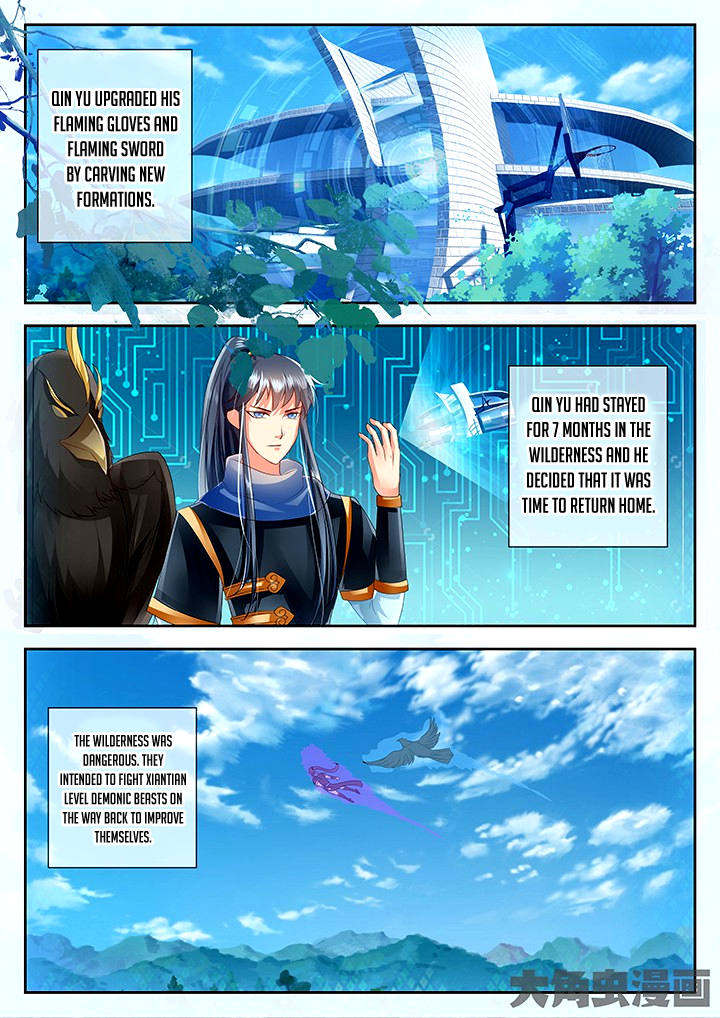 QIN YU UPGRADED HIS
FLAMING GLOVES AND
FLAMING SWORD
BY CARVING NEW
FORMATIONS.
QIN YU HAD STAYED
FOR 7 MONTHS IN THE
WILDERNESS AND HE
DECIDED THAT IT WAS
TIME TO RETURN HOME.
THE WILDERNESS WAS
DANGEROUS. THEY
INTENDED TO FIGHT XIANTIAN
LEVEL DEMONIC BEASTS ON
THE WAY BACK TO IMPROVE
THEMSELVES.
大角虫漫画